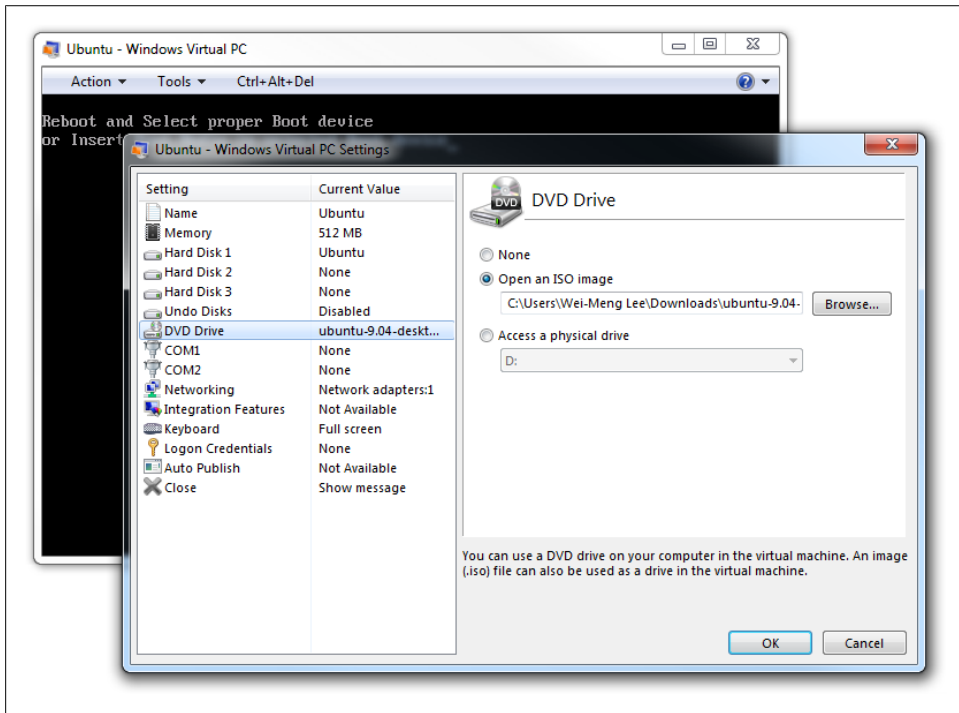 Ubuntu - Windows Virtual PC
Action Tools Ctrl+Alt+Del
Reboot and Select proper Boot device
or Insert
Ubuntu - Windows Virtual PC Settings
Setting Current Value
Name Ubuntu
Memory 512 MB
Hard Disk 1 Ubuntu
Hard Disk 2 None
Hard Disk 3 None
Undo Disks Disabled
DVD Drive ubuntu-9.04-deskt...
COM1 None
COM2 None
Networking Network adapters:1
Integration Features Not Available
Keyboard Full screen
Logon Credentials None
Auto Publish Not Available
Close Show message
DVD
DVD Drive
None
Open an ISO image
C:\Users\Wei-Meng Lee\Downloads\ubuntu-9.04-
Browse...
Access a physical drive
D:
You can use a DVD drive on your computer in the virtual machine. An image
(.iso) file can also be used as a drive in the virtual machine.
OK Cancel